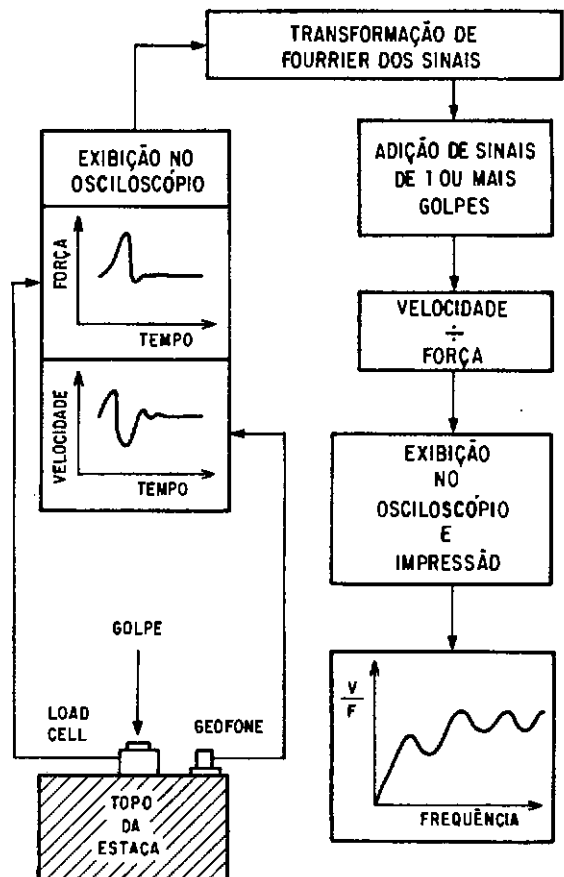 TRANSFORMAÇÃO DE
FOURRIER DOS SINAIS
EXIBIÇÃO NO
OSCILOSCÓPIO
FORÇA
TEMPO
VELOCIDADE
TEMPO
GOLPE
LOAD
CELL
GEOFONE
TOPO
DA
ESTAÇA
ADIÇÃO DE SINAIS
DE 1 OU MAIS
GOLPES
VELOCIDADE
÷
FORÇA
EXIBIÇÃO
NO
OSCILOSCÓPIO
E
IMPRESSÃO
V
F
FREQUÊNCIA